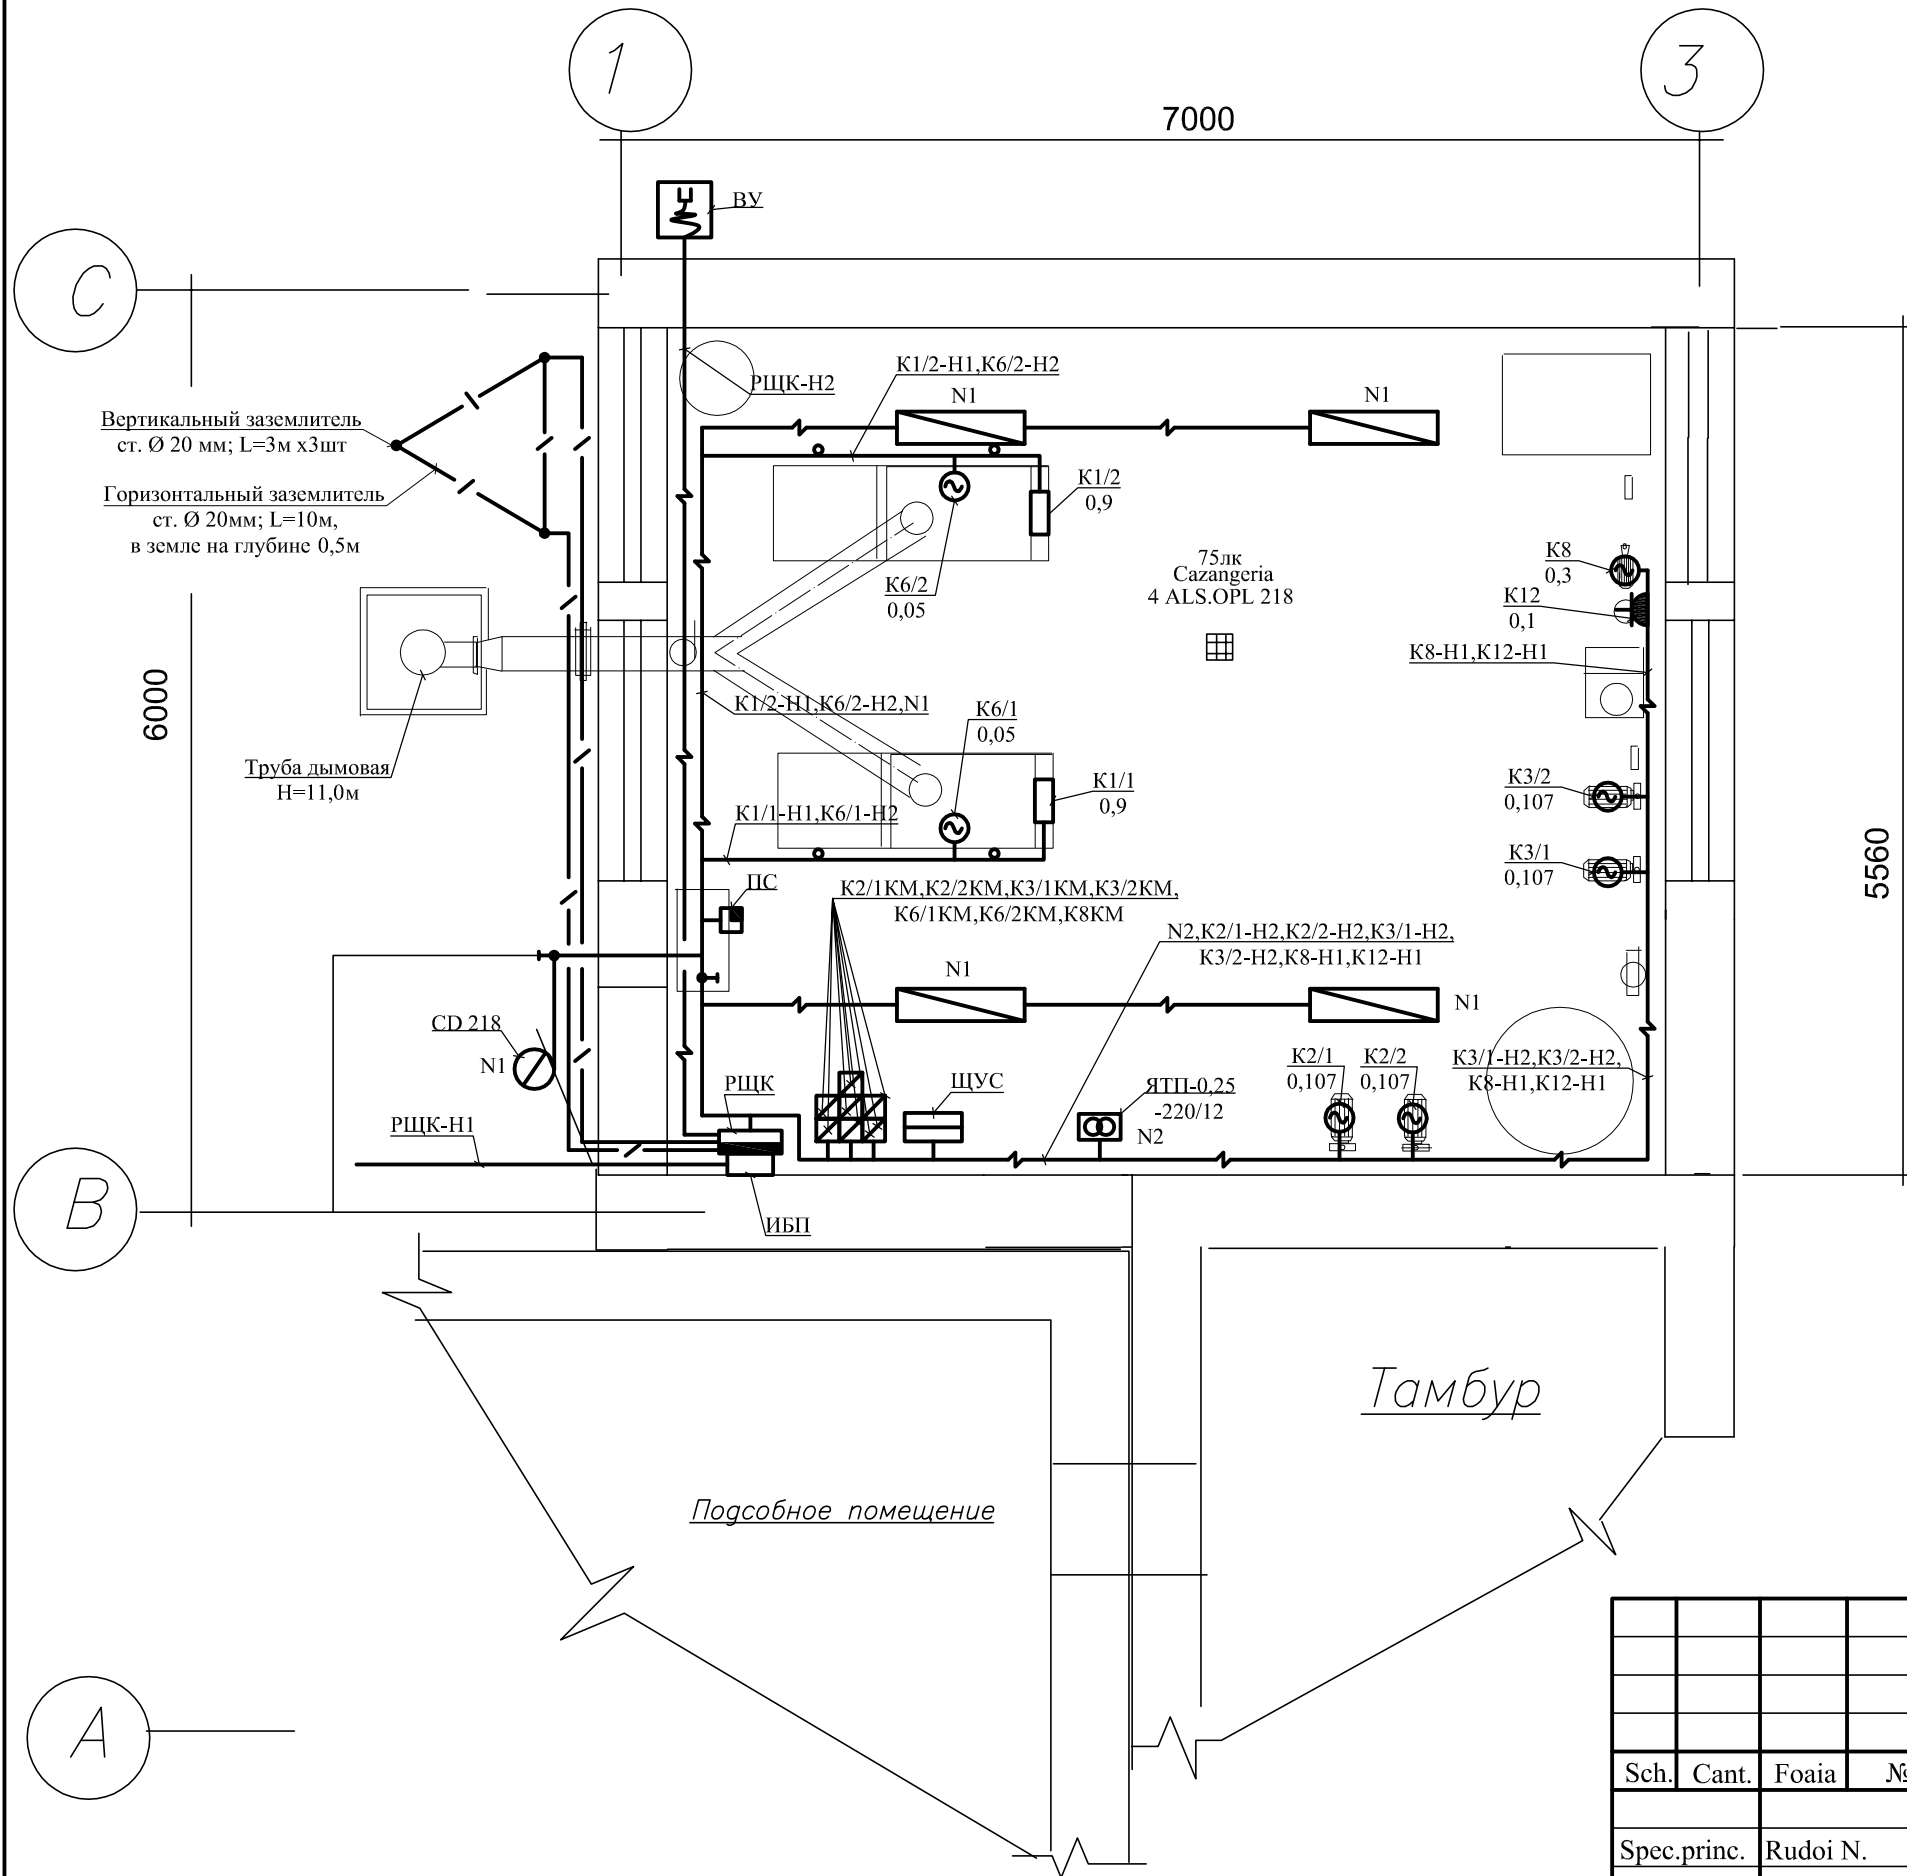 1
3
7000
ВУ
C
РЩК-Н2
К1/2-Н1,К6/2-Н2
N1
N1
Вертикальный заземлитель
ст. Ø 20 мм; L=3м х3шт
Горизонтальный заземлитель
ст. Ø 20мм; L=10м,
в земле на глубине 0,5м
К1/2
0,9
К6/2
0,05
75лк
Cazangeria
4 ALS.OPL 218
К8
0,3
К12
0,1
К8-Н1,К12-Н1
6000
К1/2-Н1,К6/2-Н2,N1
К6/1
0,05
Труба дымовая
Н=11,0м
К1/1
0,9
К1/1-Н1,К6/1-Н2
К3/2
0,107
К3/1
0,107
5560
ПС
К2/1КМ,К2/2КМ,К3/1КМ,К3/2КМ,
К6/1КМ,К6/2КМ,К8КМ
N2,К2/1-Н2,К2/2-Н2,К3/1-Н2,
К3/2-Н2,К8-Н1,К12-Н1
N1
N1
CD 218
N1
РЩК
ЩУС
ЯТП-0,25
-220/12
N2
К2/1
0,107
К2/2
0,107
К3/1-Н2,К3/2-Н2,
К8-Н1,К12-Н1
РЩК-Н1
B
ИБП
Тамбур
Подсобное помещение
A
Sch. Cant. Foaia №
Spec.princ. Rudoi N.